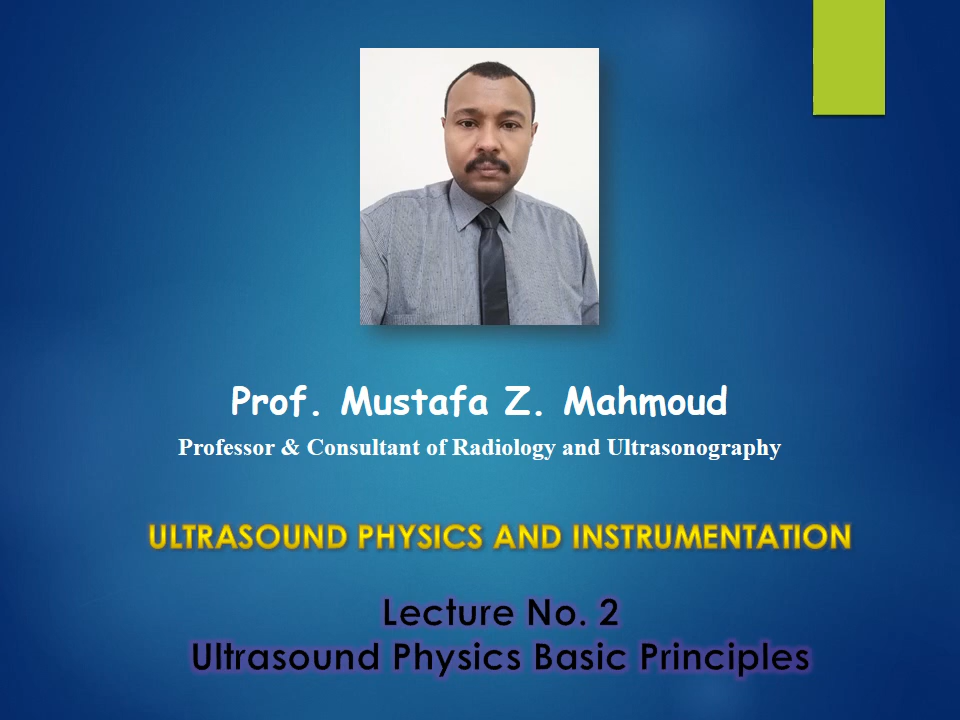 Prof. Mustafa Z. Mahmoud
Professor & Consultant of Radiology and Ultrasonography
ULTRASOUND PHYSICS AND INSTRUMENTATION
Lecture No. 2
Ultrasound Physics Basic Principles